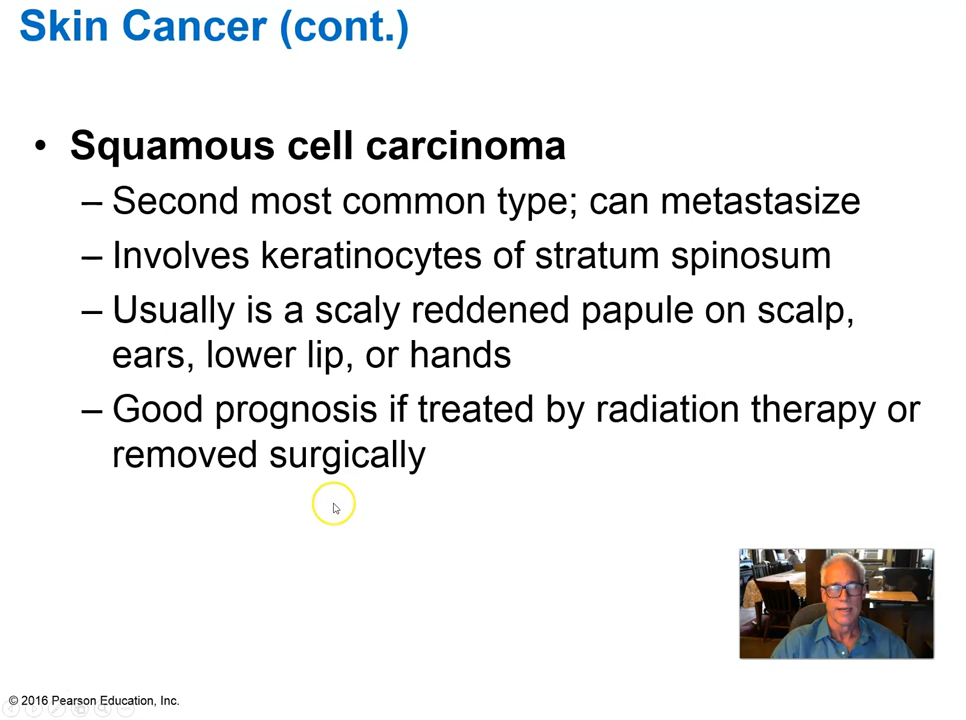 Skin Cancer (cont.)
• Squamous cell carcinoma
– Second most common type; can metastasize
– Involves keratinocytes of stratum spinosum
– Usually is a scaly reddened papule on scalp,
ears, lower lip, or hands
– Good prognosis if treated by radiation therapy or
removed surgically
© 2016 Pearson Education, Inc.